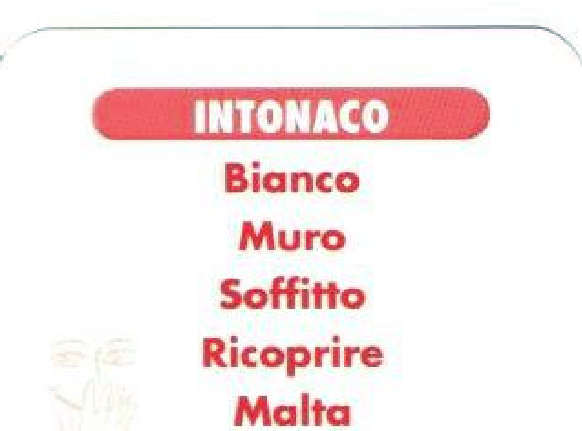 INTONACO
Bianco
Muro
Soffitto
Ricoprire
Malta